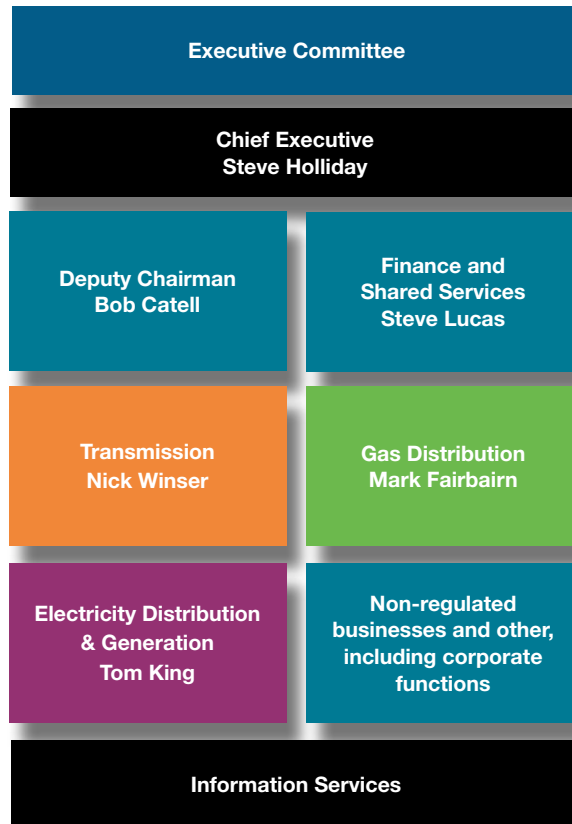 Executive Committee
Chief Executive
Steve Holliday
Deputy Chairman
Bob Catell
Finance and
Shared Services
Steve Lucas
Transmission
Nick Winser
Gas Distribution
Mark Fairbairn
Electricity Distribution
& Generation
Tom King
Non-regulated
businesses and other,
including corporate
functions
Information Services